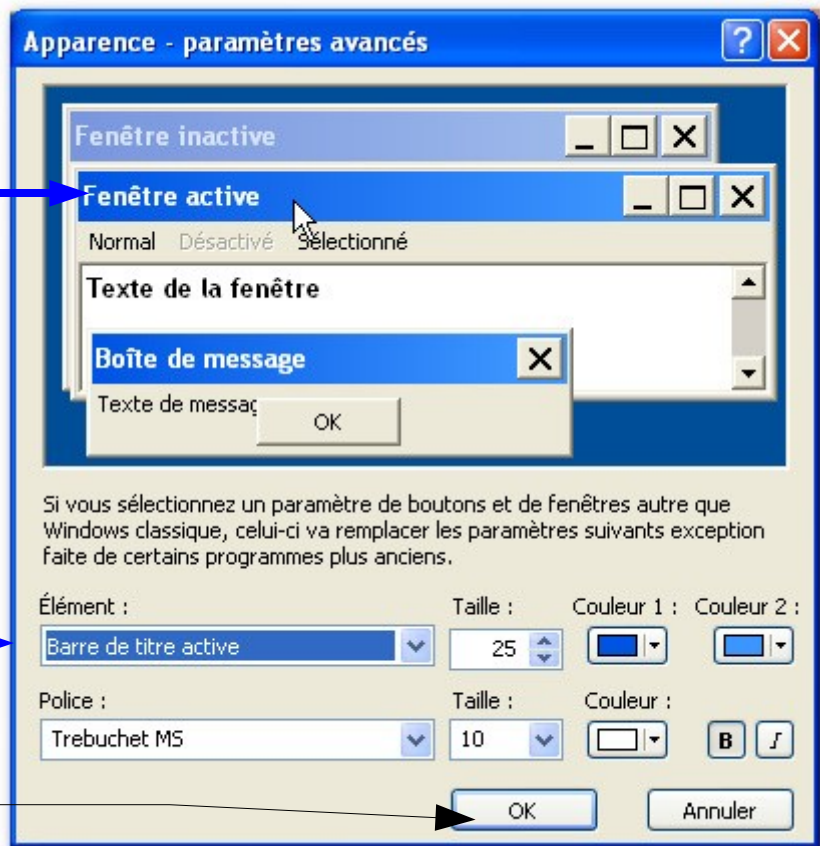 Apparence - paramètres avancés
Fenêtre inactive
Fenêtre active
Normal Désactivé Sélectionné
Texte de la fenêtre
Boîte de message
Texte de messag
OK
Si vous sélectionnez un paramètre de boutons et de fenêtres autre que
Windows classique, celui-ci va remplacer les paramètres suivants exception
faite de certains programmes plus anciens.
Élément : Taille : Couleur 1 : Couleur 2 :
Barre de titre active 25
Police : Taille : Couleur :
Trebuchet MS 10 B I
OK Annuler